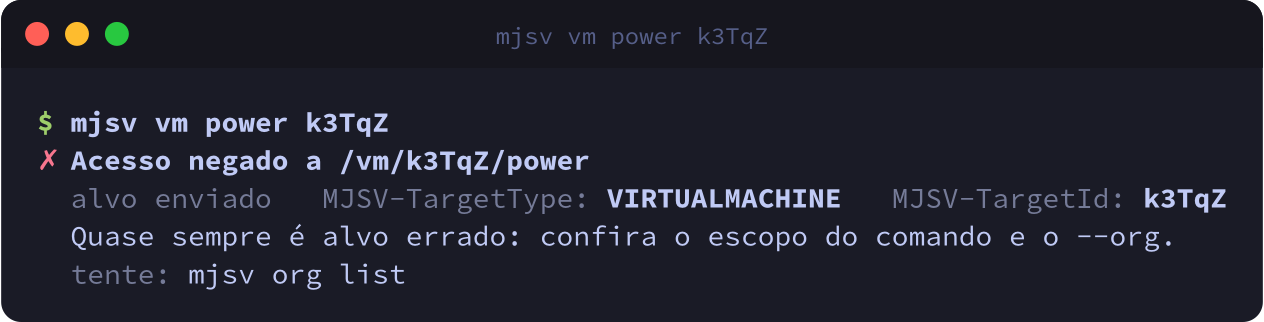 mjsv vm power k3TqZ
$ mjsv vm power k3TqZ
✗ Acesso negado a /vm/k3TqZ/power
alvo enviado   MJSV-TargetType: VIRTUALMACHINE   MJSV-TargetId: k3TqZ
Quase sempre é alvo errado: confira o escopo do comando e o --org.
tente: mjsv org list